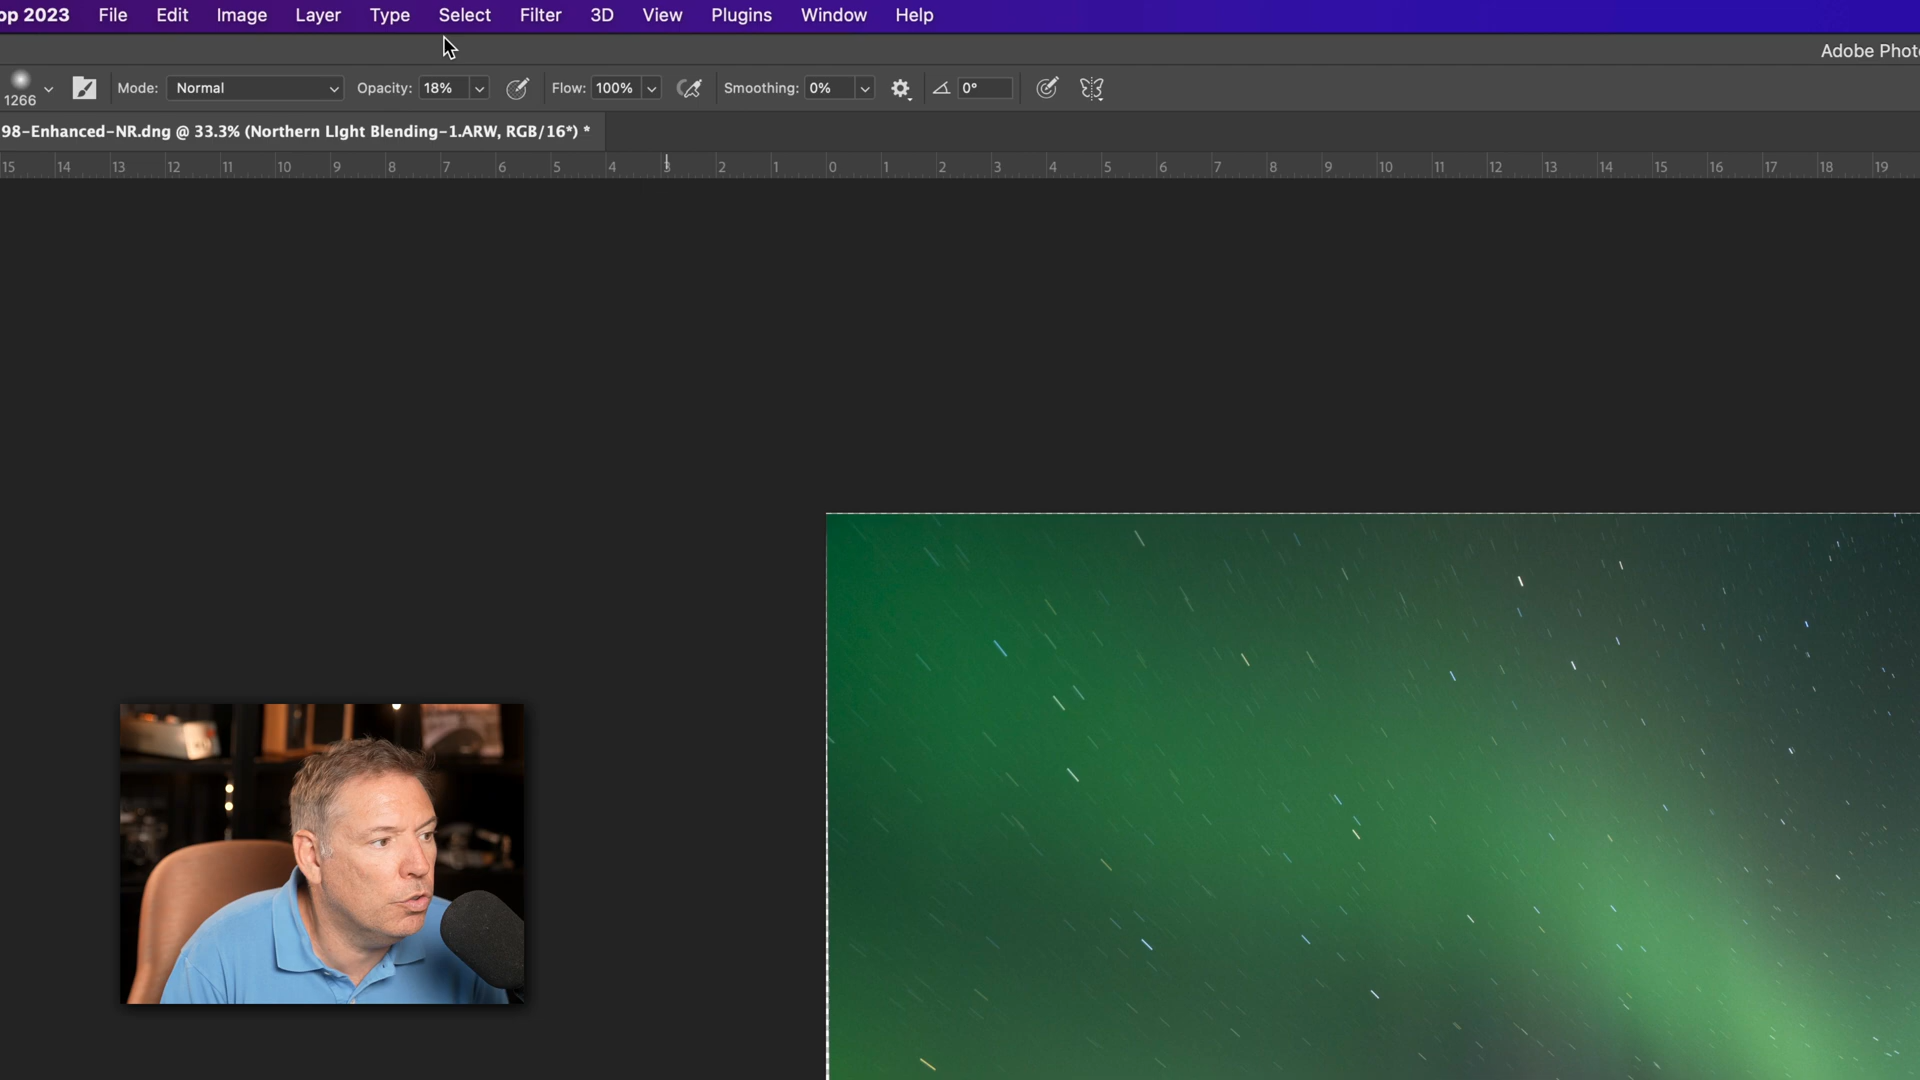 op 2023 File Edit Image Layer Type Select Filter 3D View Plugins Window Help
Adobe Phot
1266 Mode: Normal Opacity: 18% Flow: 100% Smoothing: 0% 0°
98-Enhanced-NR.dng @ 33.3% (Northern LIght Blending-1.ARW, RGB/16*) *
15 14 13 12 11 10 9 8 7 6 5 4 3 2 1 0 1 2 3 4 5 6 7 8 9 10 11 12 13 14 15 16 17 18 19